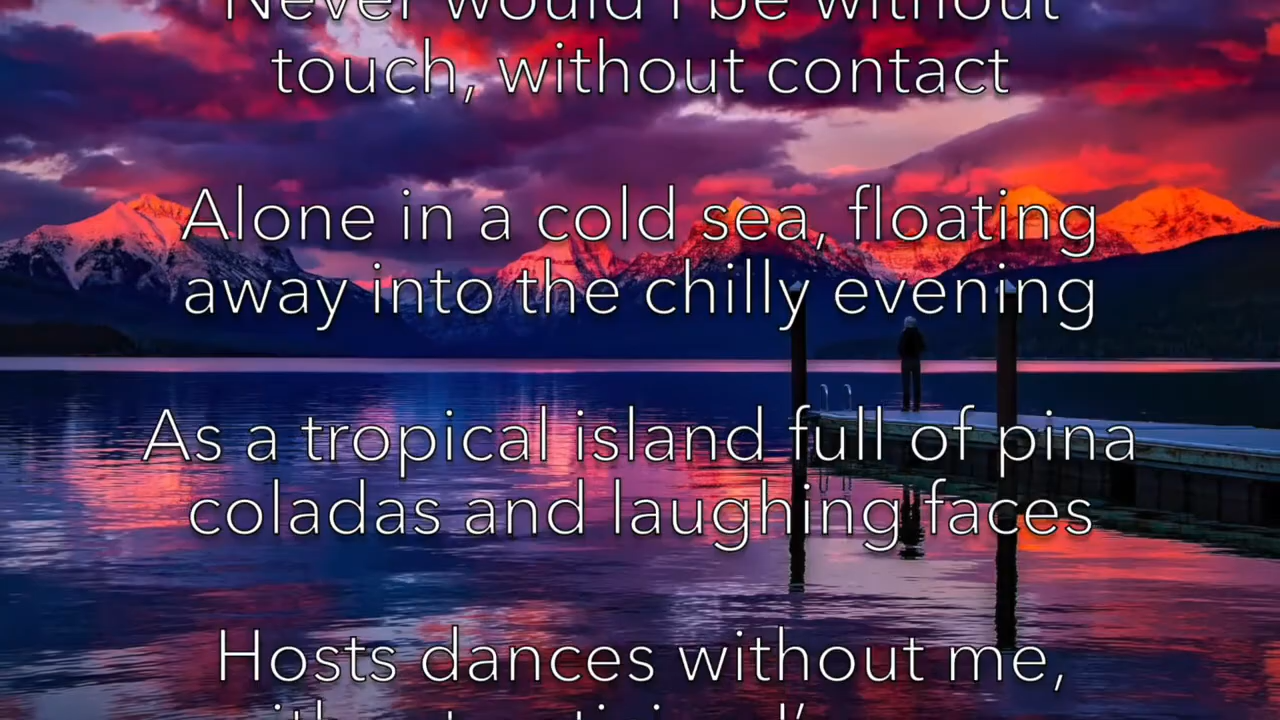 Never would I be without
touch, without contact
Alone in a cold sea, floating
away into the chilly evening
As a tropical island full of pina
coladas and laughing faces
Hosts dances without me,